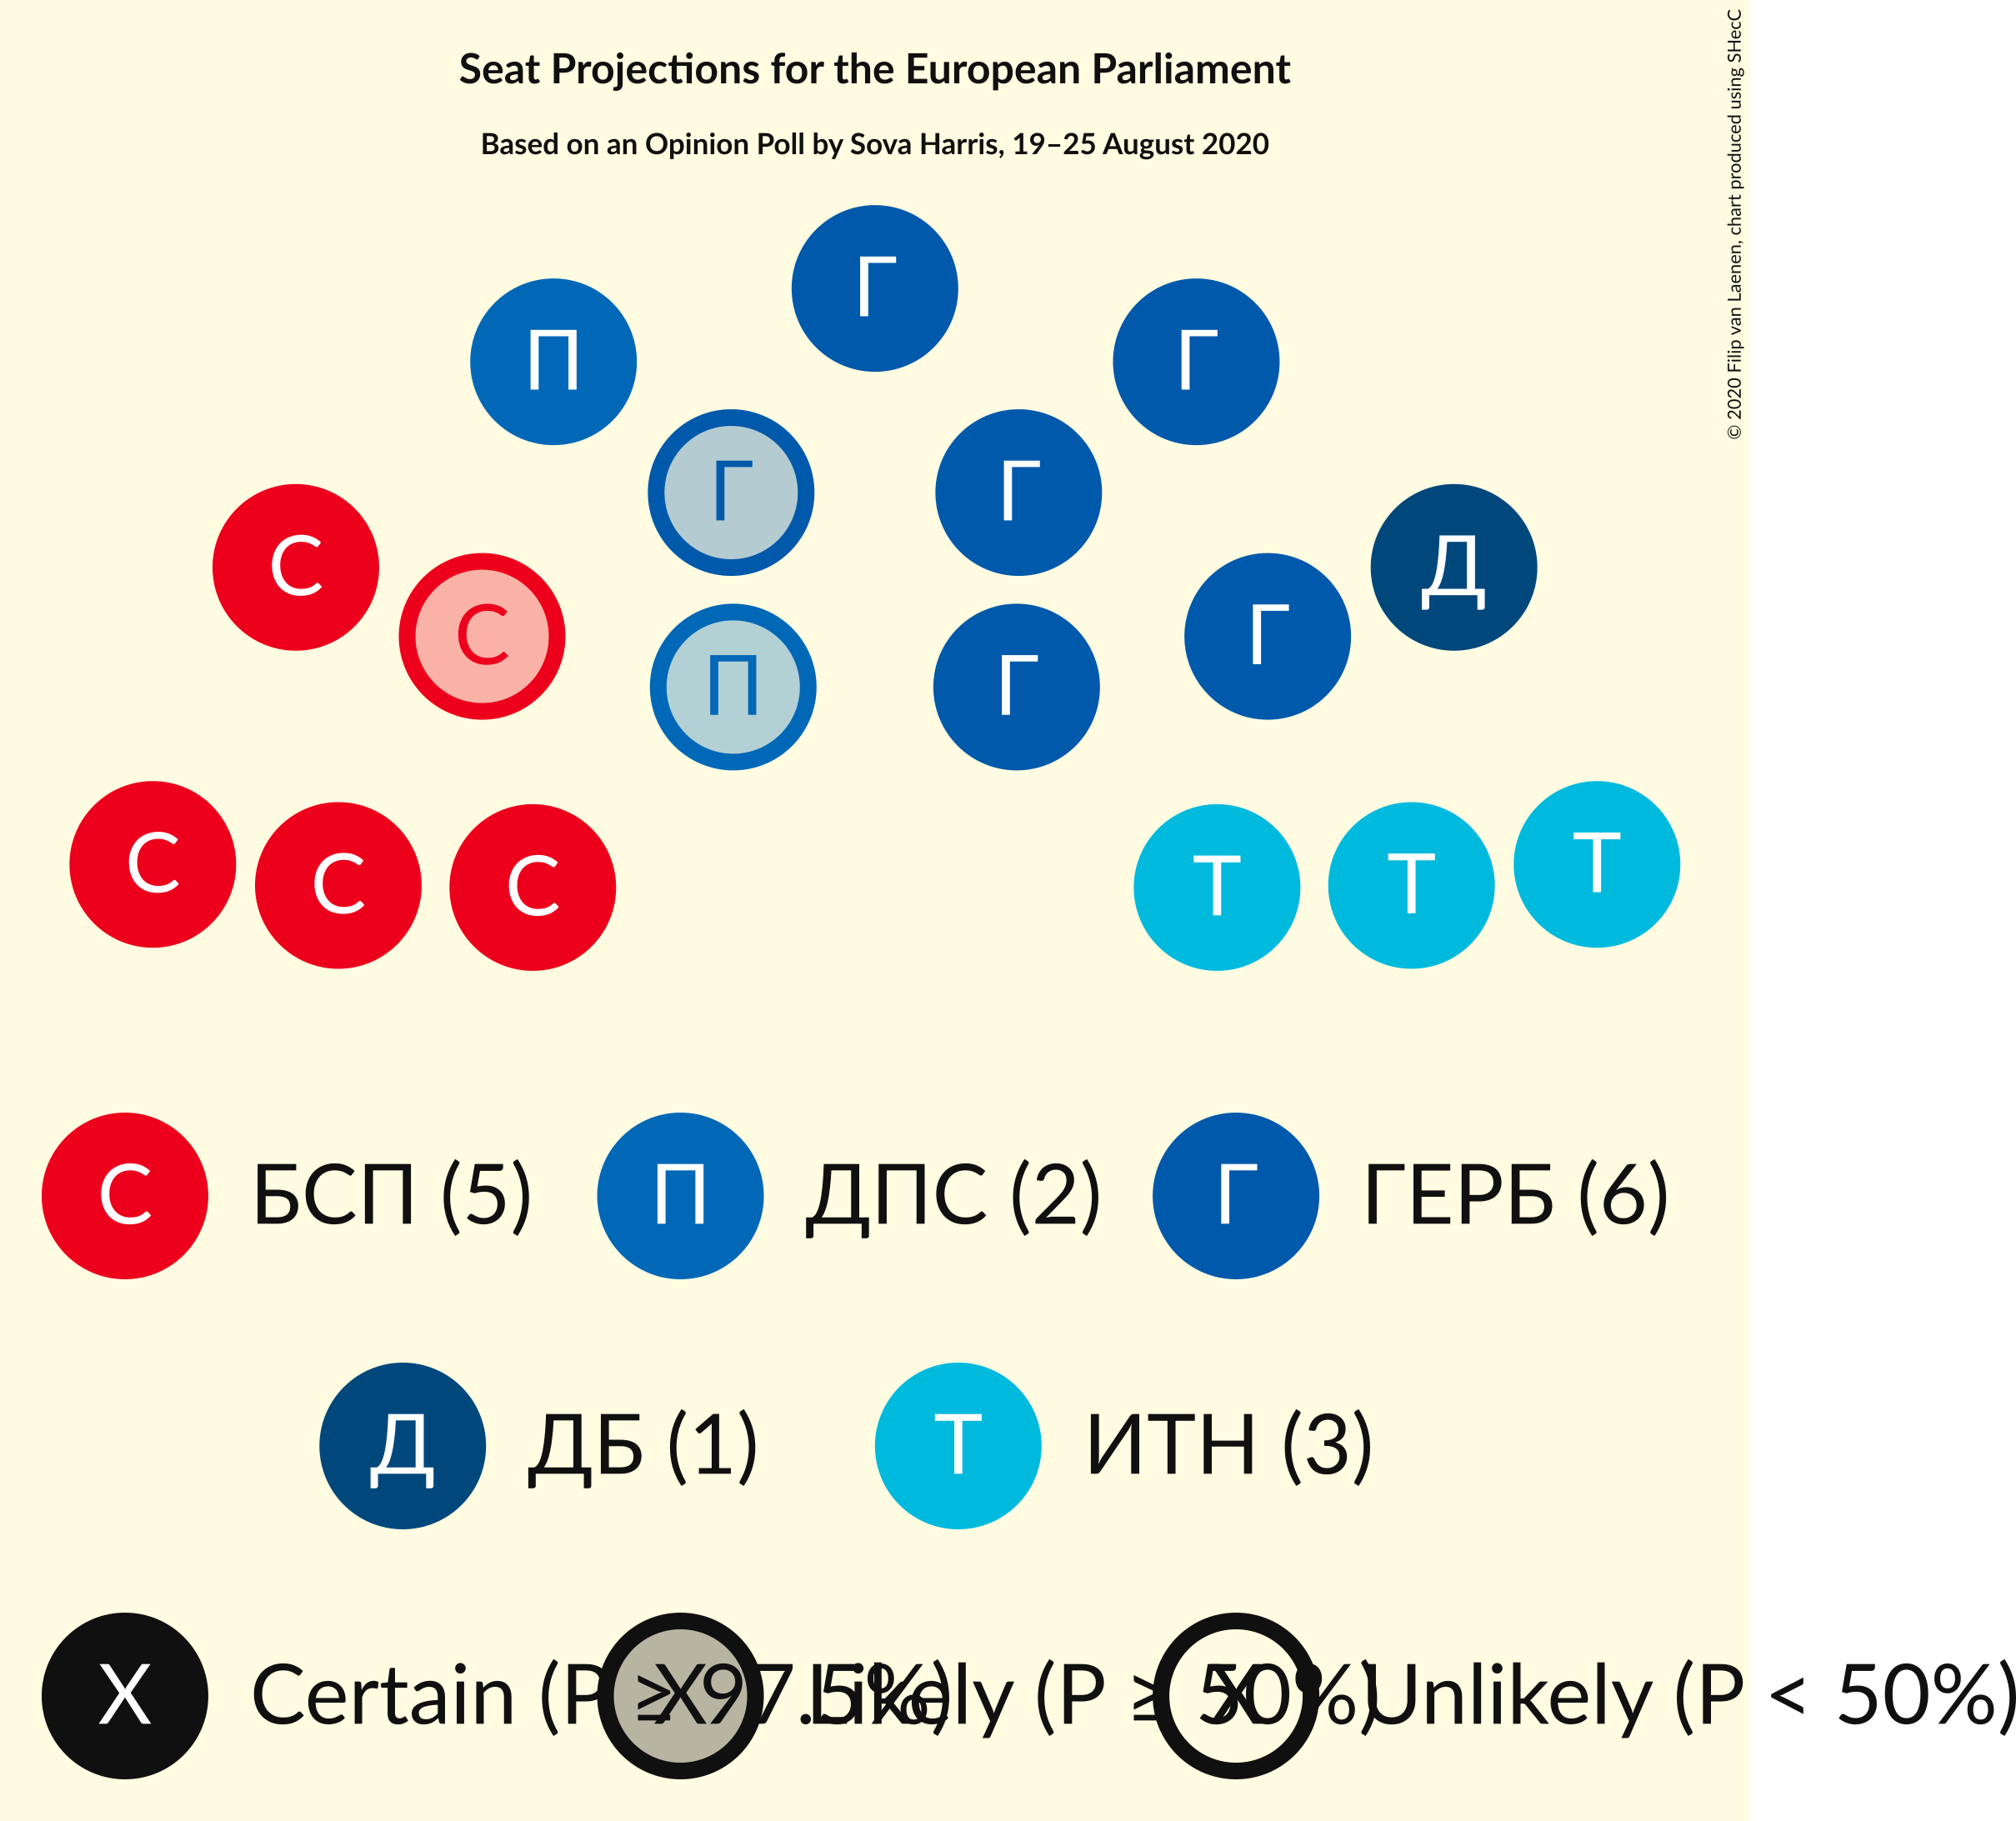 Seat Projections for the European Parliament
Based on an Opinion Poll by Sova Harris, 19–25 August 2020
© 2020 Filip van Laenen, chart produced using SHecC
Г
П
Г
Г
Г
С
Д
С
Г
П
Г
С
С
С
Т
Т
Т
С БСП (5)
П ДПС (2)
Г ГЕРБ (6)
Д ДБ (1)
Т ИТН (3)
X Certain (P ≥ 97.5%)
X Likely (P ≥ 50%)
X Unlikely (P < 50%)